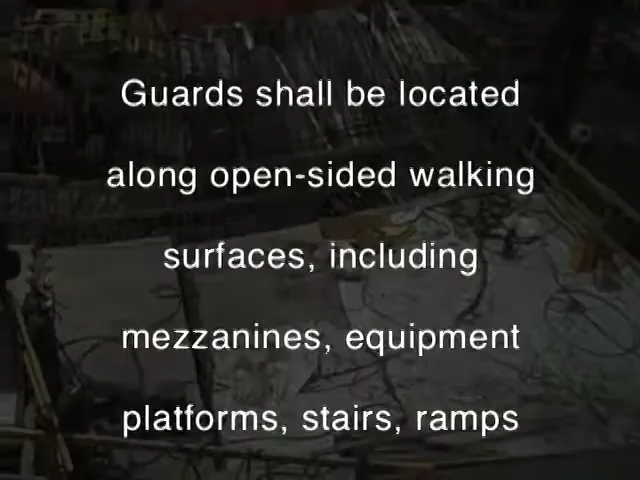 Guards shall be located
along open-sided walking
surfaces, including
mezzanines, equipment
platforms, stairs, ramps